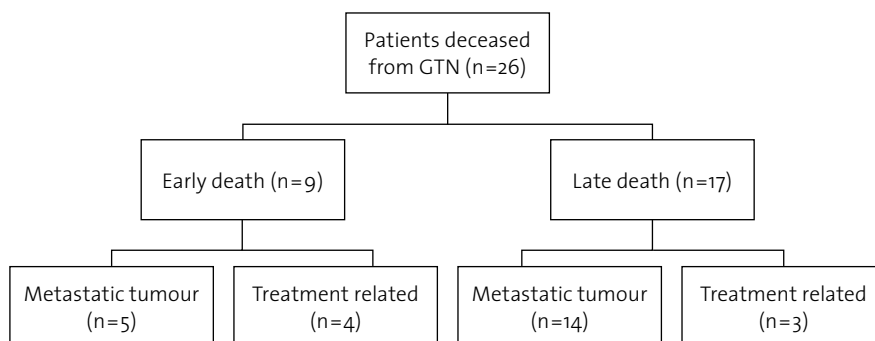 Patients deceased
from GTN (n=26)
Early death (n=9)
Late death (n=17)
Metastatic tumour
(n=5)
Treatment related
(n=4)
Metastatic tumour
(n=14)
Treatment related
(n=3)